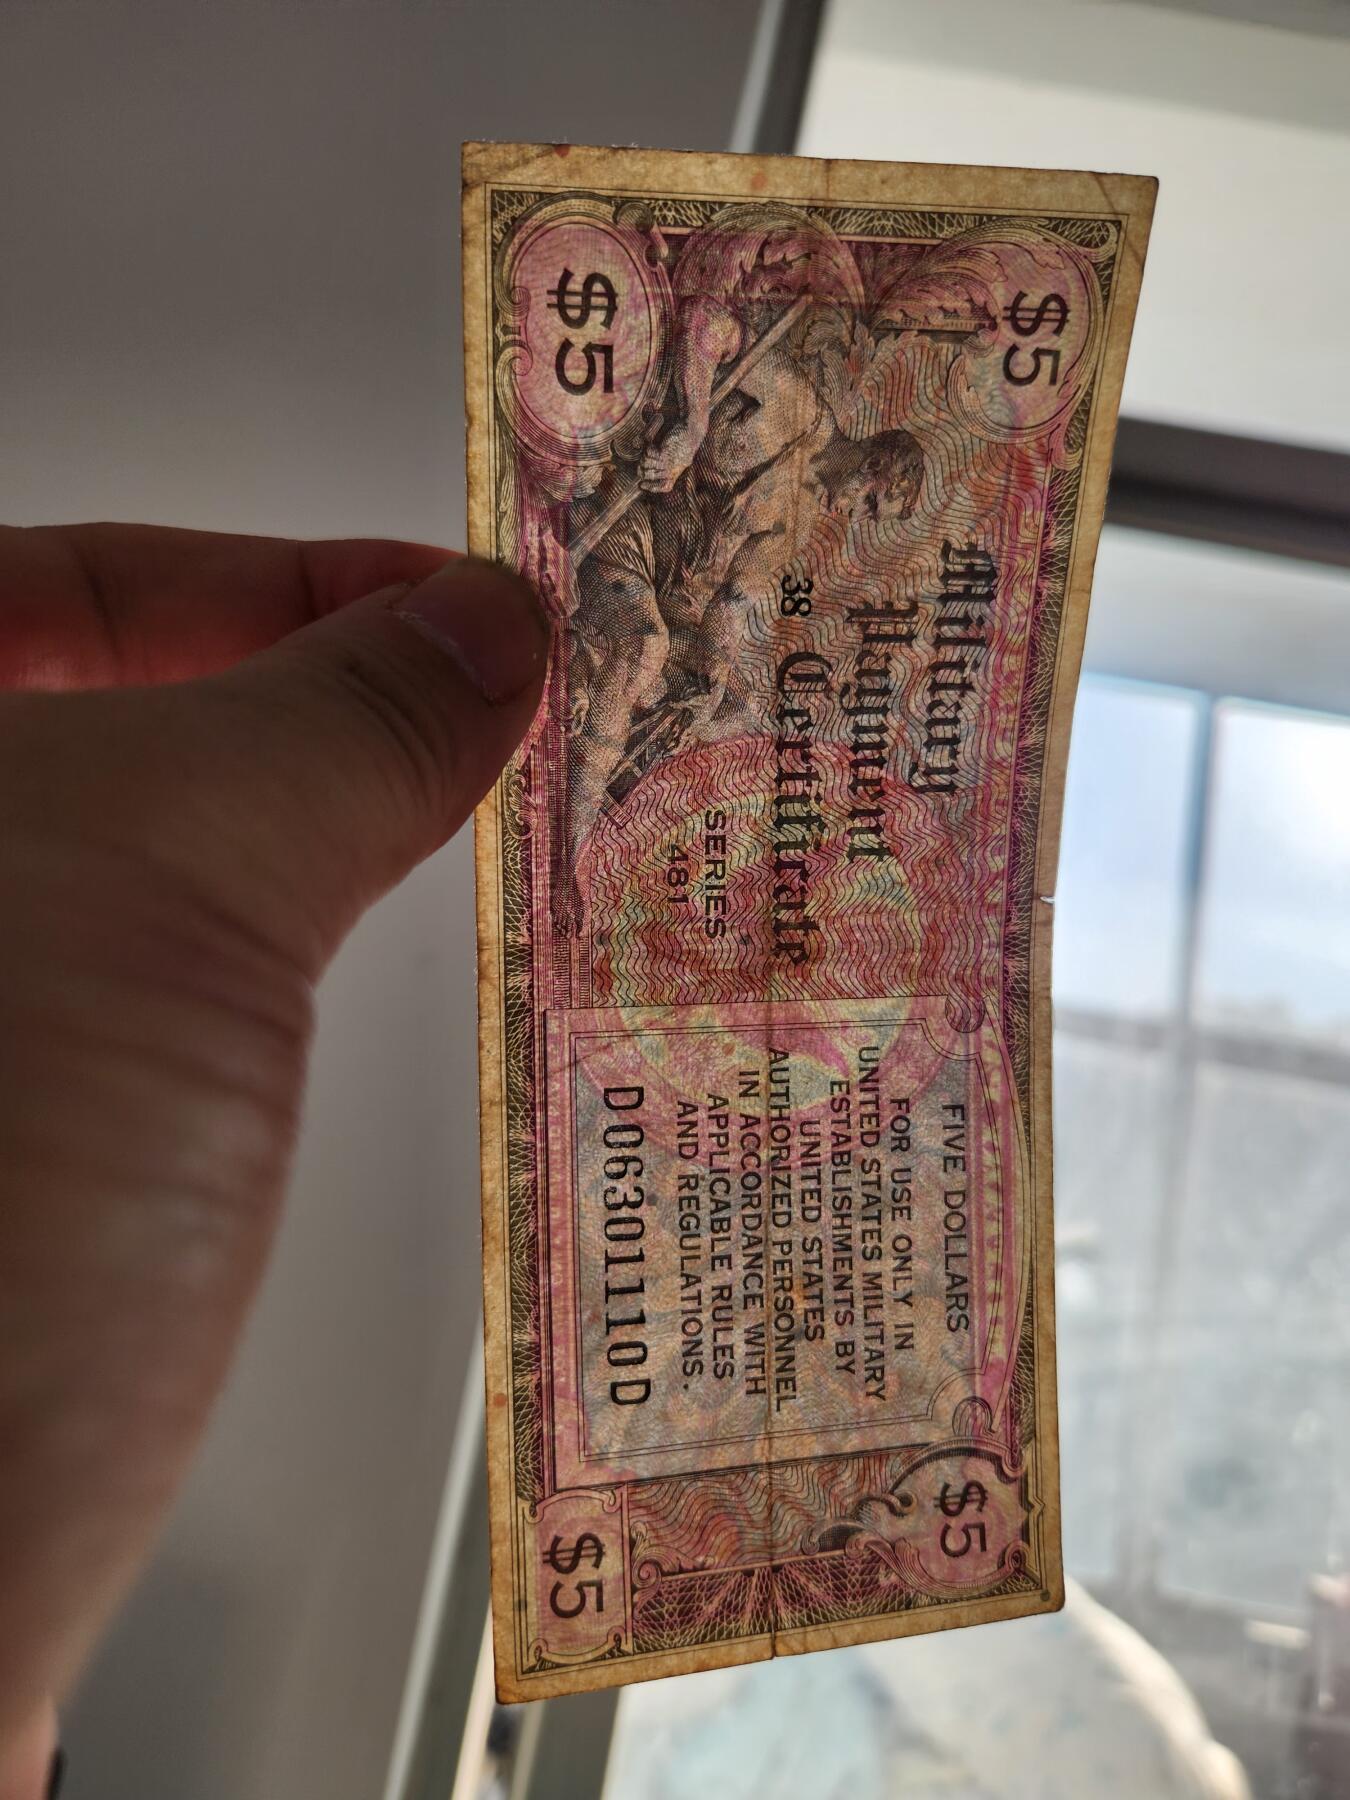 $5
$5
Military
Payment
38 Certificate
SERIES
481
FIVE DOLLARS
FOR USE ONLY IN
UNITED STATES MILITARY
ESTABLISHMENTS BY
UNITED STATES
AUTHORIZED PERSONNEL
IN ACCORDANCE WITH
APPLICABLE RULES
AND REGULATIONS.
D06301110D
$5
$5